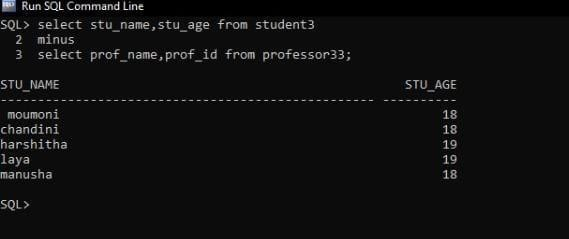 Run SQL Command Line
SQL> select stu_name,stu_age from student3
2 minus
3 select prof_name,prof_id from professor33;
STU_NAME STU_AGE
-------------------------------------------------- ----------
moumoni 18
chandini 18
harshitha 19
laya 19
manusha 18
SQL>